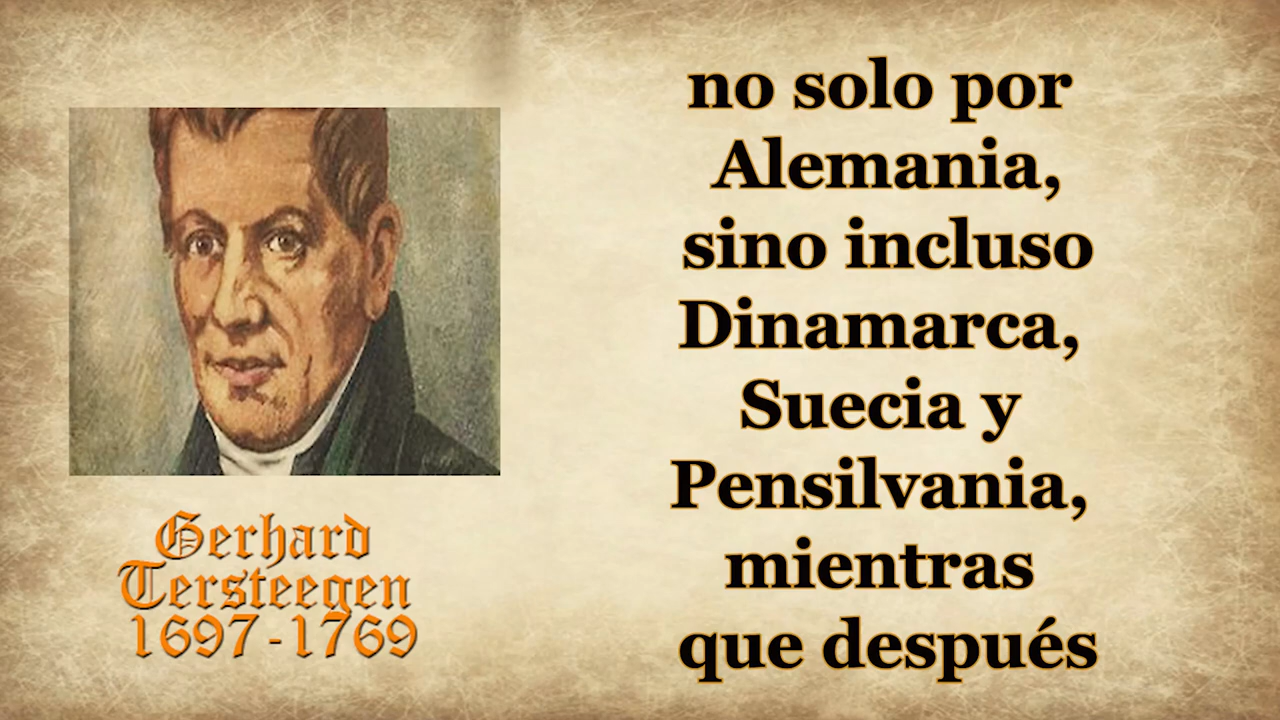 Gerhard
Tersteegen
1697-1769
no solo por
Alemania,
sino incluso
Dinamarca,
Suecia y
Pensilvania,
mientras
que después